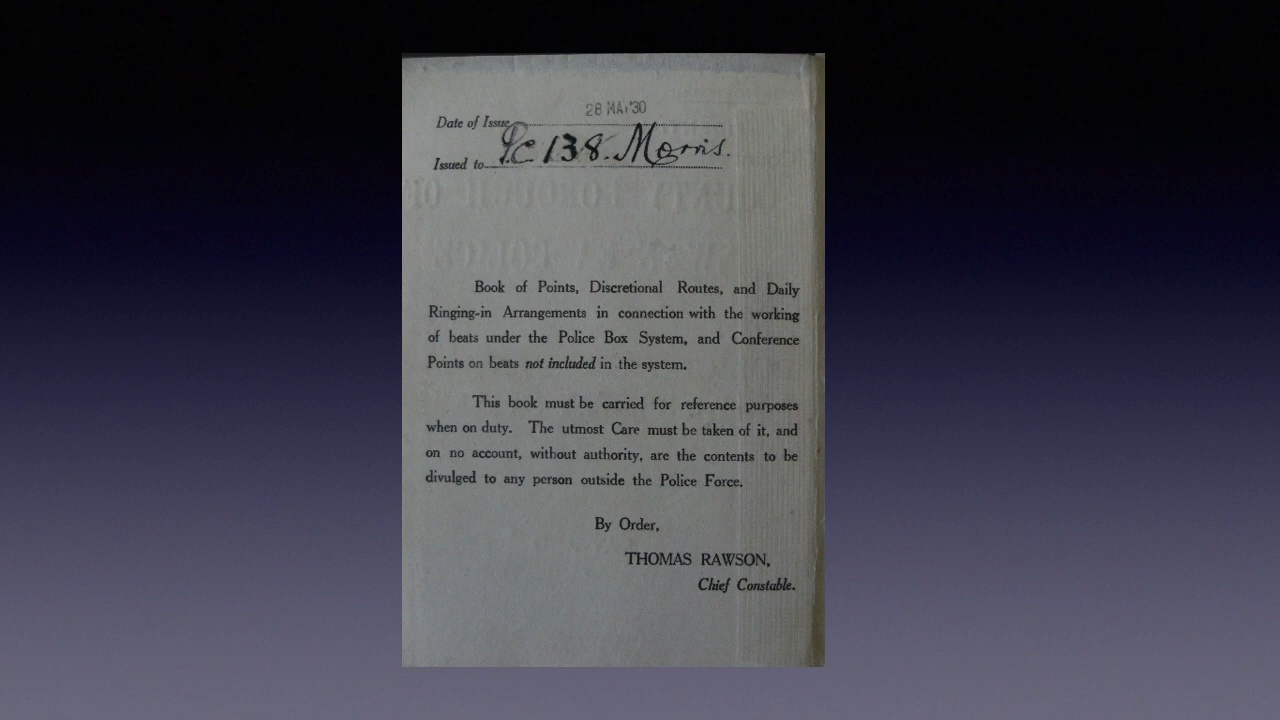 28 MAY '30
Date of Issue
Issued to P.C. 138. Morris.
Book of Points, Discretional Routes, and Daily
Ringing-in Arrangements in connection with the working
of beats under the Police Box System, and Conference
Points on beats not included in the system.
This book must be carried for reference purposes
when on duty. The utmost Care must be taken of it, and
on no account, without authority, are the contents to be
divulged to any person outside the Police Force.
By Order,
THOMAS RAWSON,
Chief Constable.